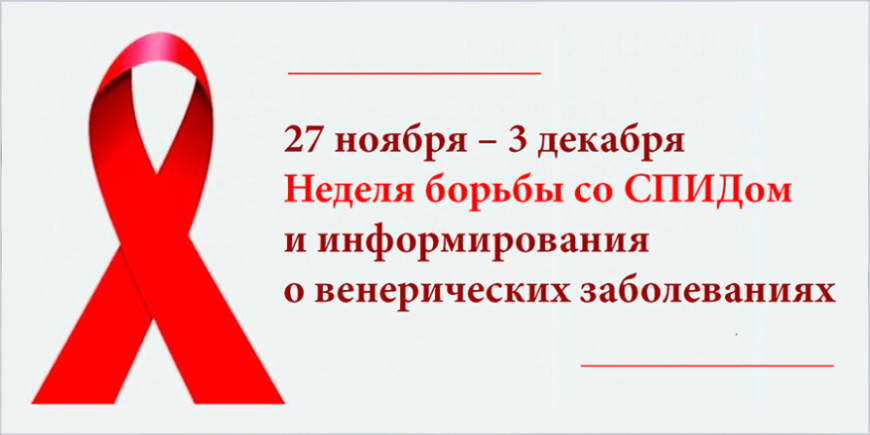 27 ноября – 3 декабря
Неделя борьбы со СПИДом
и информирования
о венерических заболеваниях